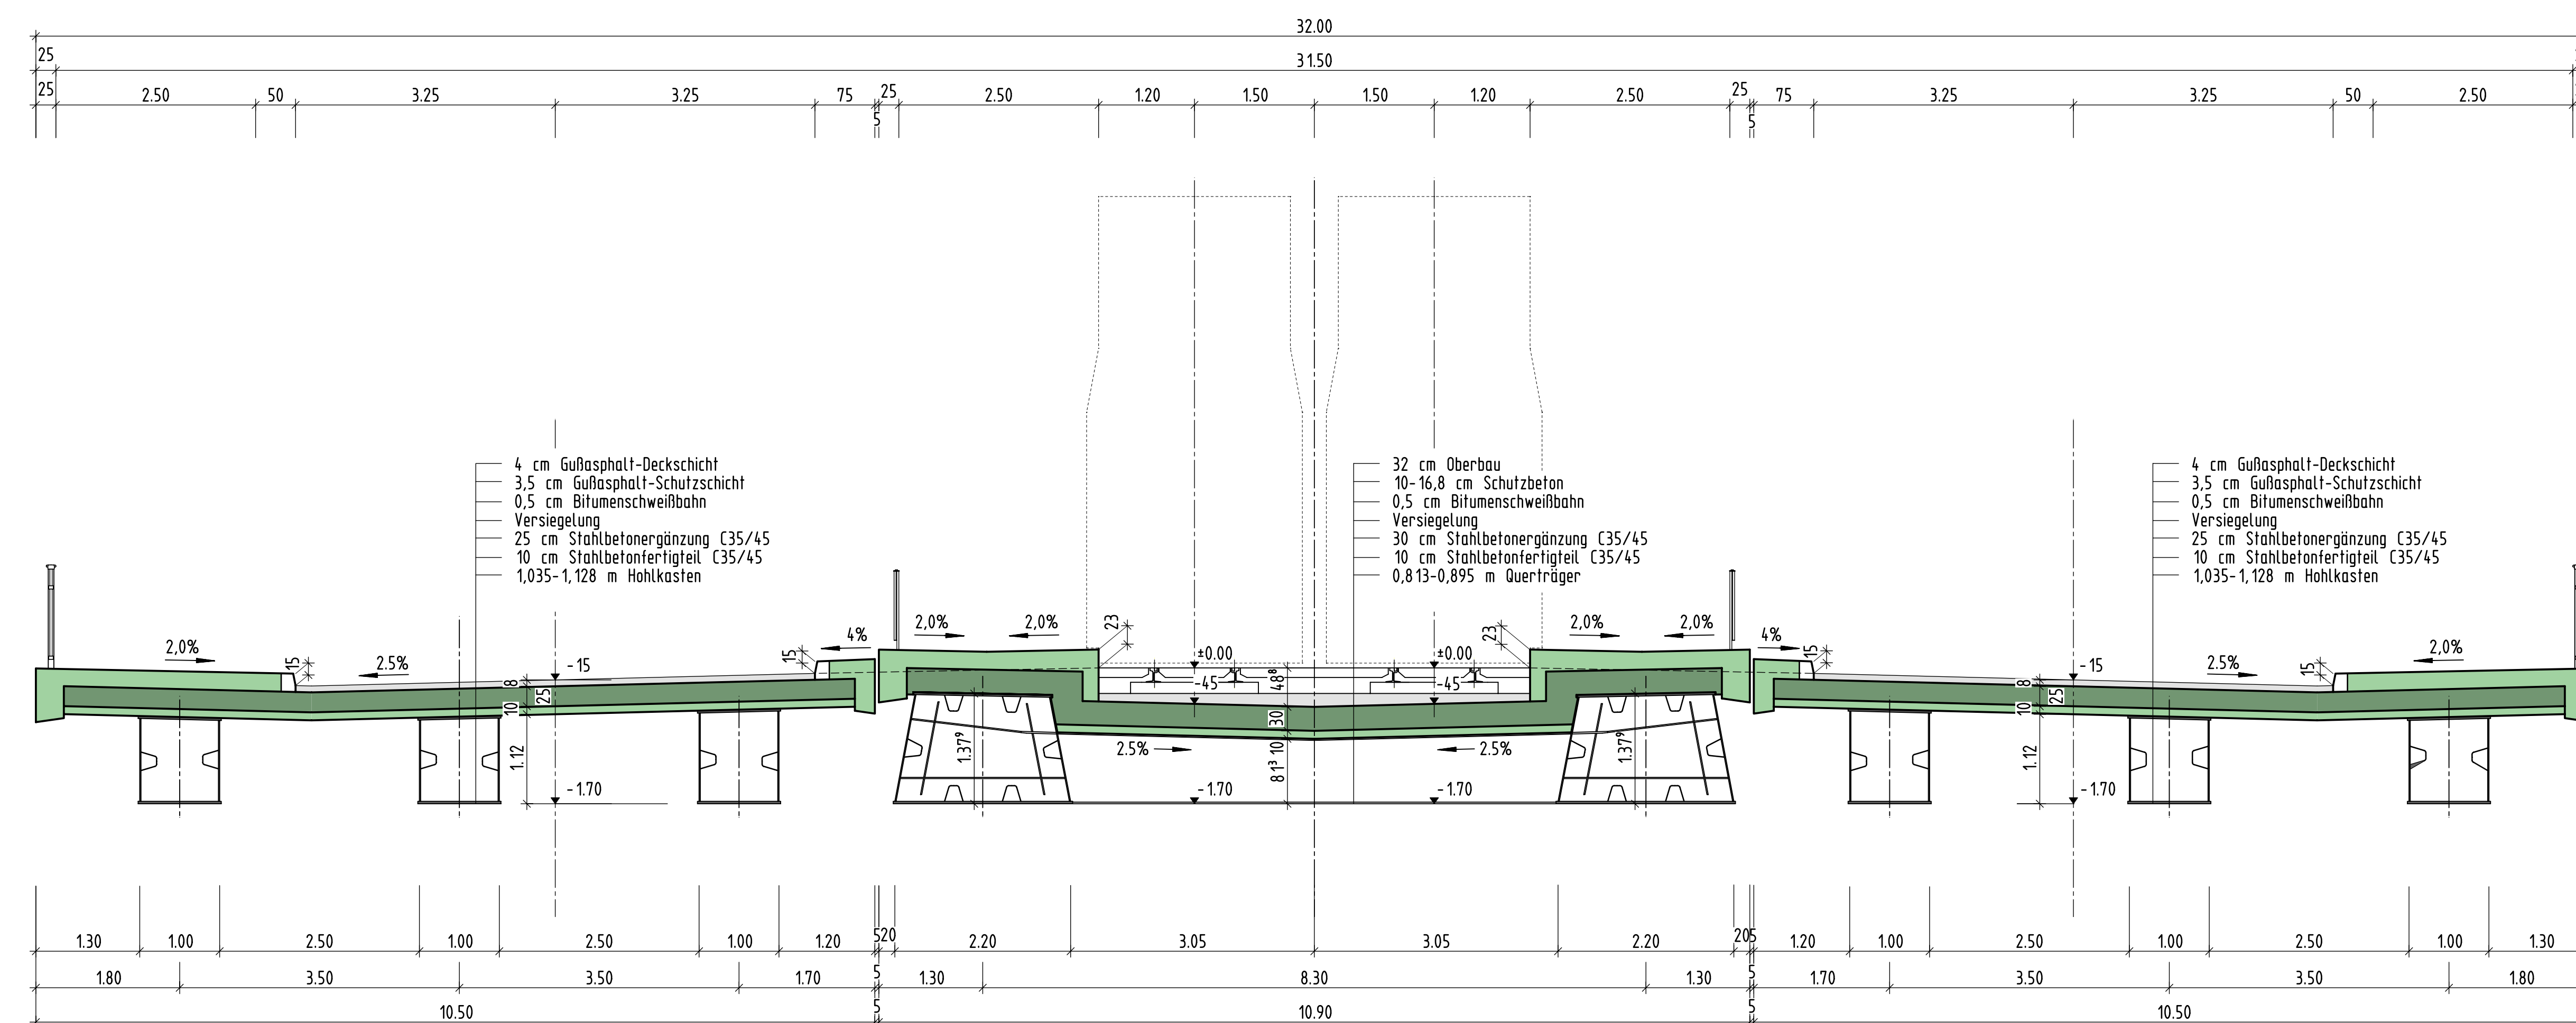 32.00
25 31.50
25 2.50 50 3.25 3.25 75 5 25 2.50 1.20 1.50 1.50 1.20 2.50 25 5 75 3.25 3.25 50 2.50
4 cm Gußasphalt-Deckschicht
3,5 cm Gußasphalt-Schutzschicht
0,5 cm Bitumenschweißbahn
Versiegelung
25 cm Stahlbetonergänzung C35/45
10 cm Stahlbetonfertigteil C35/45
1,035-1,128 m Hohlkasten
32 cm Oberbau
10-16,8 cm Schutzbeton
0,5 cm Bitumenschweißbahn
Versiegelung
30 cm Stahlbetonergänzung C35/45
10 cm Stahlbetonfertigteil C35/45
0,813-0,895 m Querträger
4 cm Gußasphalt-Deckschicht
3,5 cm Gußasphalt-Schutzschicht
0,5 cm Bitumenschweißbahn
Versiegelung
25 cm Stahlbetonergänzung C35/45
10 cm Stahlbetonfertigteil C35/45
1,035-1,128 m Hohlkasten
2,0% 15 2.5% -15 15 4% 2,0% 2,0% 23 ±0.00 ±0.00 23 2,0% 2,0% 4% 15 -15 2.5% 15 2,0%
8 25 10 -45 48⁸ -45 8 25 10
1.12 1.37⁹ 2.5% 30 10 81³ 2.5% 1.37⁹ 1.12
-1.70 -1.70 -1.70 -1.70
1.30 1.00 2.50 1.00 2.50 1.00 1.20 5 20 2.20 3.05 3.05 2.20 20 5 1.20 1.00 2.50 1.00 2.50 1.00 1.30
1.80 3.50 3.50 1.70 5 1.30 8.30 1.30 5 1.70 3.50 3.50 1.80
10.50 5 10.90 5 10.50